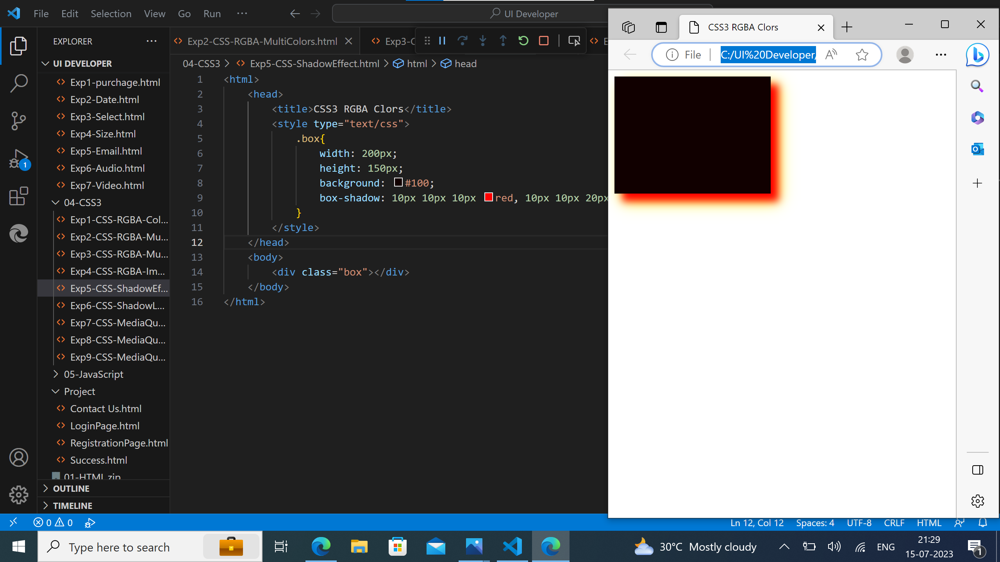 File Edit Selection View Go Run ···
UI Developer
EXPLORER ···
UI DEVELOPER
Exp1-purchage.html
Exp2-Date.html
Exp3-Select.html
Exp4-Size.html
Exp5-Email.html
Exp6-Audio.html
Exp7-Video.html
04-CSS3
Exp1-CSS-RGBA-Col...
Exp2-CSS-RGBA-Mu...
Exp3-CSS-RGBA-Mu...
Exp4-CSS-RGBA-Im...
Exp5-CSS-ShadowEf...
Exp6-CSS-ShadowL...
Exp7-CSS-MediaQu...
Exp8-CSS-MediaQu...
Exp9-CSS-MediaQu...
05-JavaScript
Project
Contact Us.html
LoginPage.html
RegistrationPage.html
Success.html
01-HTML.zip
OUTLINE
TIMELINE
1
Exp2-CSS-RGBA-MultiColors.html
Exp3-C
E
04-CSS3 > Exp5-CSS-ShadowEffect.html > html > head
1 <html>
2 <head>
3 <title>CSS3 RGBA Clors</title>
4 <style type="text/css">
5 .box{
6 width: 200px;
7 height: 150px;
8 background: #100;
9 box-shadow: 10px 10px 10px red, 10px 10px 20px
10 }
11 </style>
12 </head>
13 <body>
14 <div class="box"></div>
15 </body>
16 </html>
CSS3 RGBA Clors
File C:/UI%20Developer/
0 0
Ln 12, Col 12 Spaces: 4 UTF-8 CRLF HTML
Type here to search
30°C Mostly cloudy
ENG
21:29
15-07-2023
1